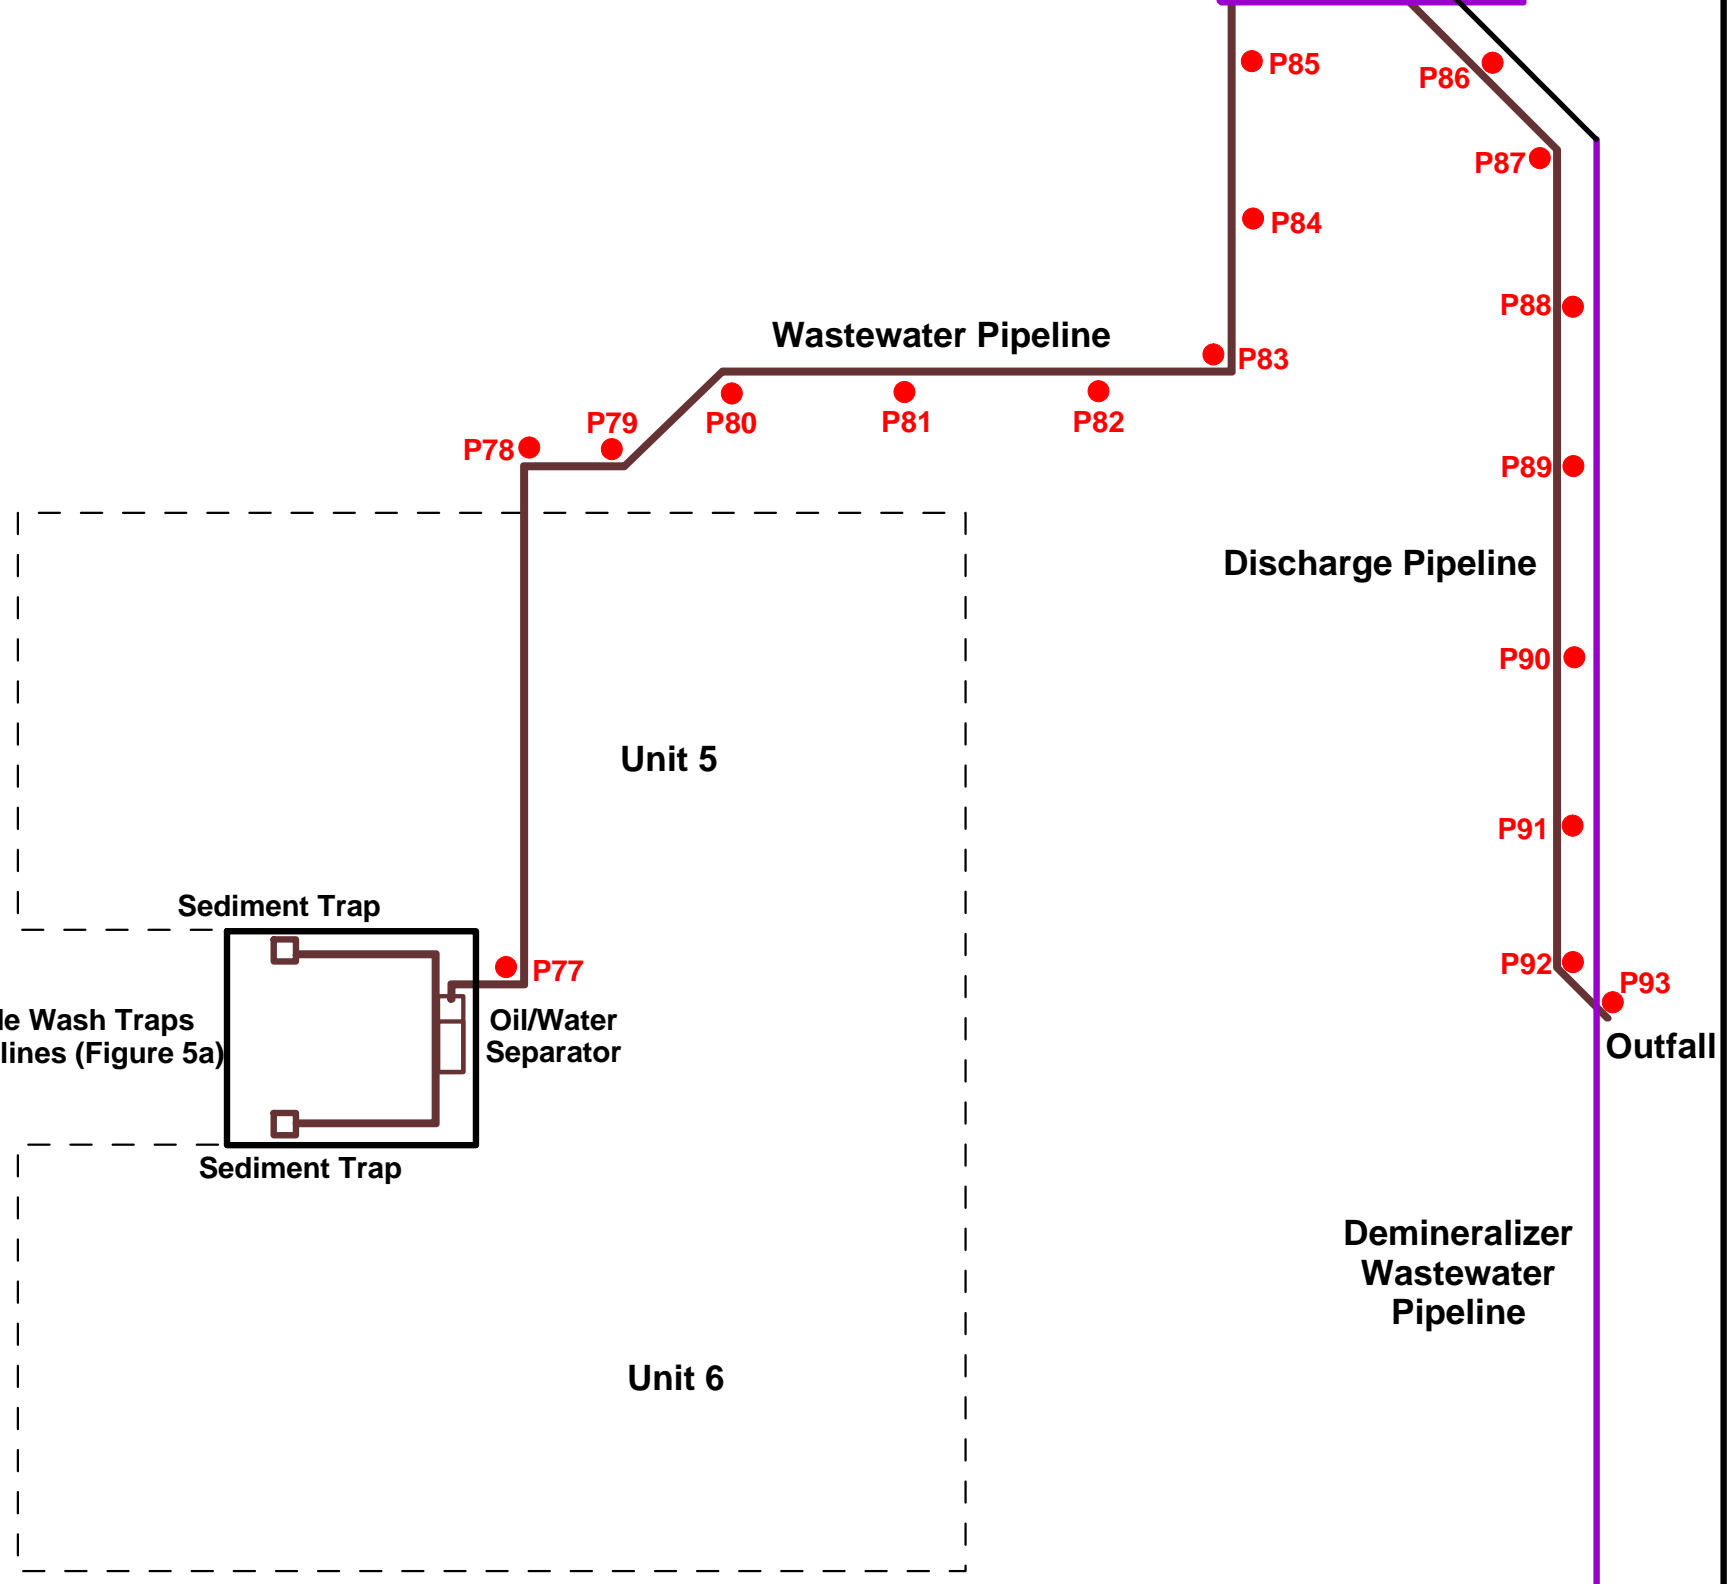 P85
P86
P87
P84
P88
Wastewater Pipeline
P83
P79
P80
P81
P82
P78
P89
Discharge Pipeline
P90
Unit 5
P91
Sediment Trap
P92
P77
P93
le Wash Traps
lines (Figure 5a)
Oil/Water
Separator
Outfall
Sediment Trap
Demineralizer
Wastewater
Pipeline
Unit 6